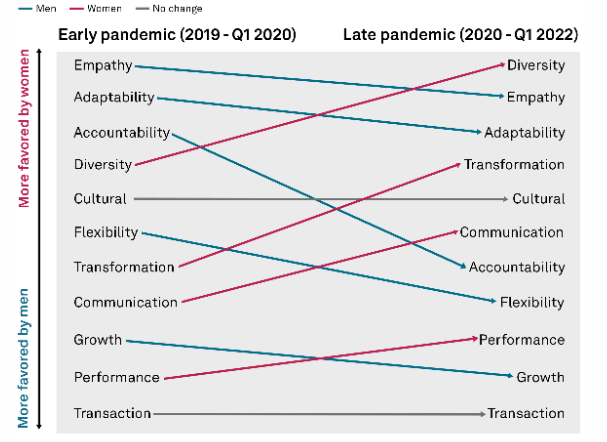 Men Women No change
Early pandemic (2019 - Q1 2020) Late pandemic (2020 - Q1 2022)
More favored by women
More favored by men
Empathy Diversity
Adaptability Empathy
Accountability Adaptability
Diversity Transformation
Cultural Cultural
Flexibility Communication
Transformation Accountability
Communication Flexibility
Growth Performance
Performance Growth
Transaction Transaction